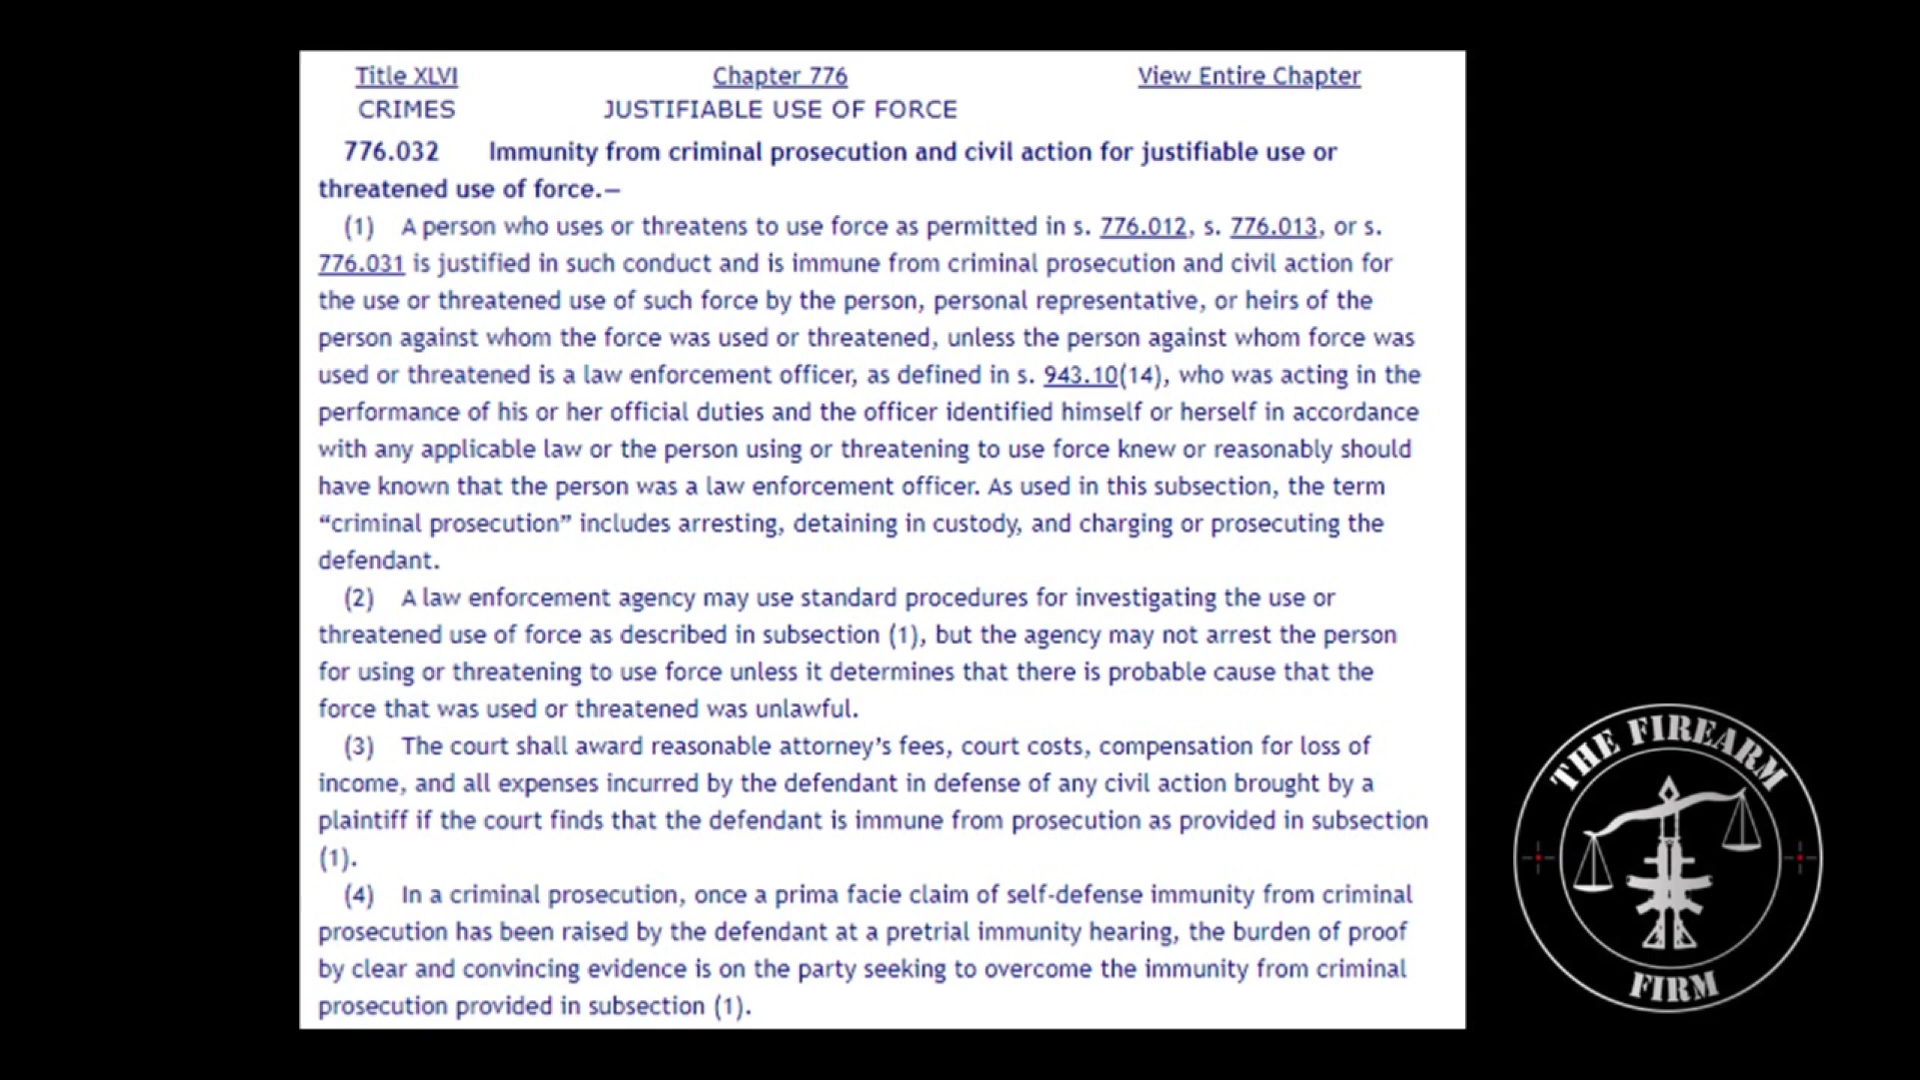 Title XLVI Chapter 776 View Entire Chapter
CRIMES JUSTIFIABLE USE OF FORCE
776.032 Immunity from criminal prosecution and civil action for justifiable use or
threatened use of force.—
(1) A person who uses or threatens to use force as permitted in s. 776.012, s. 776.013, or s.
776.031 is justified in such conduct and is immune from criminal prosecution and civil action for
the use or threatened use of such force by the person, personal representative, or heirs of the
person against whom the force was used or threatened, unless the person against whom force was
used or threatened is a law enforcement officer, as defined in s. 943.10(14), who was acting in the
performance of his or her official duties and the officer identified himself or herself in accordance
with any applicable law or the person using or threatening to use force knew or reasonably should
have known that the person was a law enforcement officer. As used in this subsection, the term
“criminal prosecution” includes arresting, detaining in custody, and charging or prosecuting the
defendant.
(2) A law enforcement agency may use standard procedures for investigating the use or
threatened use of force as described in subsection (1), but the agency may not arrest the person
for using or threatening to use force unless it determines that there is probable cause that the
force that was used or threatened was unlawful.
(3) The court shall award reasonable attorney’s fees, court costs, compensation for loss of
income, and all expenses incurred by the defendant in defense of any civil action brought by a
plaintiff if the court finds that the defendant is immune from prosecution as provided in subsection
(1).
(4) In a criminal prosecution, once a prima facie claim of self-defense immunity from criminal
prosecution has been raised by the defendant at a pretrial immunity hearing, the burden of proof
by clear and convincing evidence is on the party seeking to overcome the immunity from criminal
prosecution provided in subsection (1).
THE FIREARM
FIRM